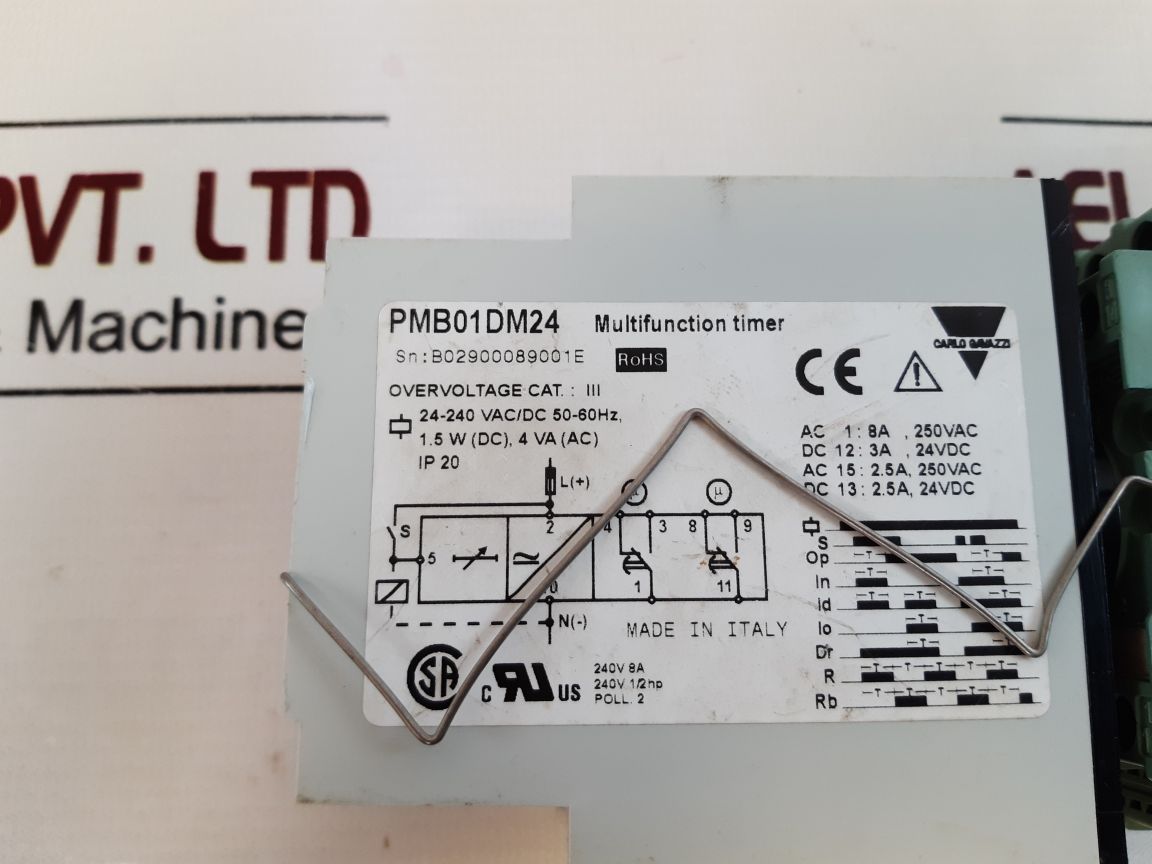 PVT. LTD
Machine
PMB01DM24 Multifunction timer
Sn:B02900089001E RoHS
CE
CARLO GAVAZZI
OVERVOLTAGE CAT. : III
24-240 VAC/DC 50-60Hz,
1.5 W (DC), 4 VA (AC)
IP 20
AC 1: 8A , 250VAC
DC 12: 3A , 24VDC
AC 15: 2.5A, 250VAC
DC 13: 2.5A, 24VDC
L(+)
μ μ
S 2 4 3 8 9
5
1 11
N(-)
MADE IN ITALY
S
Op
In
Id
Io
Dr
R
Rb
SA
C RU US
240V 8A
240V 1/2hp
POLL. 2